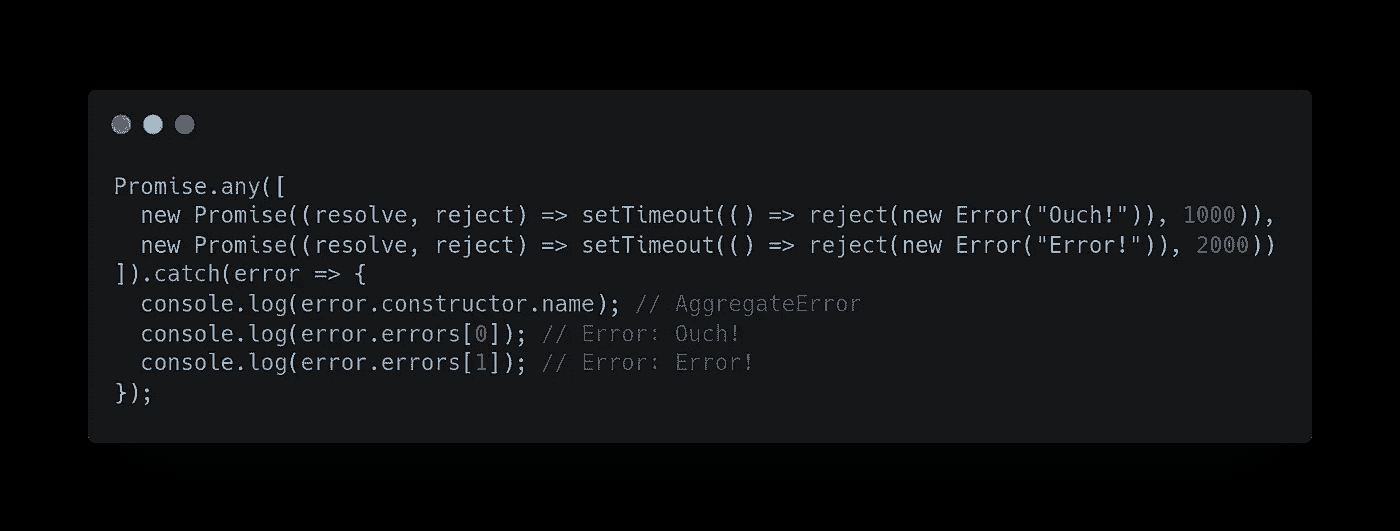 Promise.any([
  new Promise((resolve, reject) => setTimeout(() => reject(new Error("Ouch!")), 1000)),
  new Promise((resolve, reject) => setTimeout(() => reject(new Error("Error!")), 2000))
]).catch(error => {
  console.log(error.constructor.name); // AggregateError
  console.log(error.errors[0]); // Error: Ouch!
  console.log(error.errors[1]); // Error: Error!
});